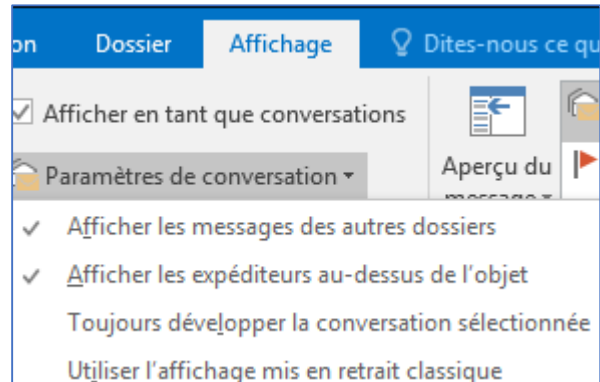 on Dossier Affichage Dites-nous ce qu
Afficher en tant que conversations
Paramètres de conversation
Aperçu du
message
Afficher les messages des autres dossiers
Afficher les expéditeurs au-dessus de l'objet
Toujours développer la conversation sélectionnée
Utiliser l'affichage mis en retrait classique